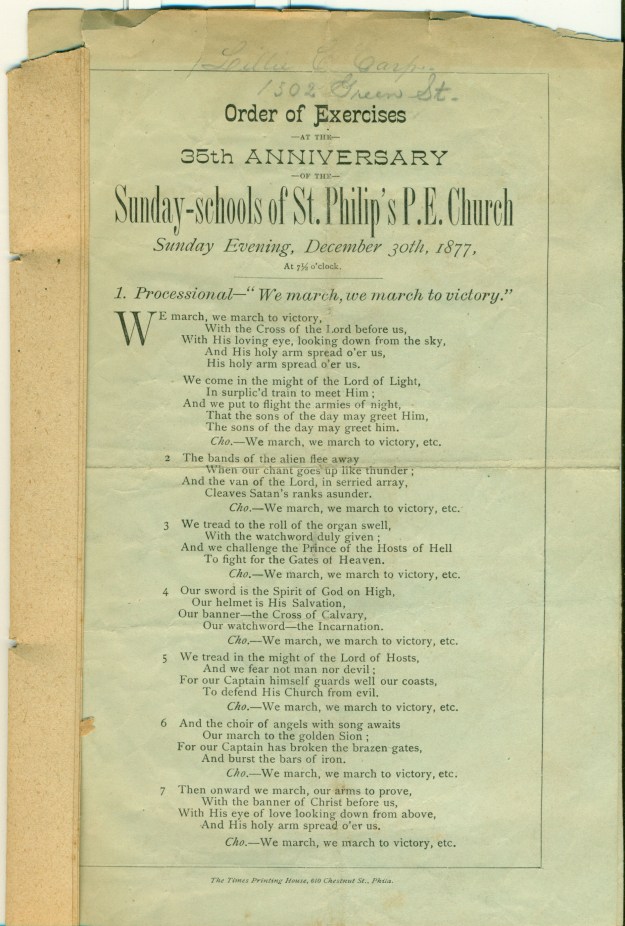 Lillie C. Earp.
1302 Green St.
Order of Exercises
—AT THE—
35th ANNIVERSARY
—OF THE—
Sunday-schools of St. Philip's P.E. Church
Sunday Evening, December 30th, 1877,
At 7½ o'clock.
1. Processional—"We march, we march to victory."
WE march, we march to victory,
With the Cross of the Lord before us,
With His loving eye, looking down from the sky,
And His holy arm spread o'er us,
His holy arm spread o'er us.
We come in the might of the Lord of Light,
In surplic'd train to meet Him;
And we put to flight the armies of night,
That the sons of the day may greet Him,
The sons of the day may greet him.
Cho.—We march, we march to victory, etc.
2 The bands of the alien flee away
When our chant goes up like thunder;
And the van of the Lord, in serried array,
Cleaves Satan's ranks asunder.
Cho.—We march, we march to victory, etc.
3 We tread to the roll of the organ swell,
With the watchword duly given;
And we challenge the Prince of the Hosts of Hell
To fight for the Gates of Heaven.
Cho.—We march, we march to victory, etc.
4 Our sword is the Spirit of God on High,
Our helmet is His Salvation,
Our banner—the Cross of Calvary,
Our watchword—the Incarnation.
Cho.—We march, we march to victory, etc.
5 We tread in the might of the Lord of Hosts,
And we fear not man nor devil;
For our Captain himself guards well our coasts,
To defend His Church from evil.
Cho.—We march, we march to victory, etc.
6 And the choir of angels with song awaits
Our march to the golden Sion;
For our Captain has broken the brazen gates,
And burst the bars of iron.
Cho.—We march, we march to victory, etc.
7 Then onward we march, our arms to prove,
With the banner of Christ before us,
With His eye of love looking down from above,
And His holy arm spread o'er us.
Cho.—We march, we march to victory, etc.
The Times Printing House, 610 Chestnut St., Phila.